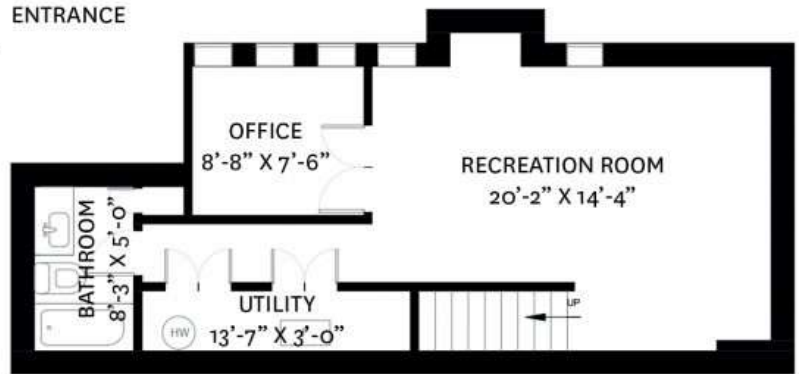 ENTRANCE
OFFICE
8'-8” X 7'-6”
RECREATION ROOM
20'-2” X 14'-4”
BATHROOM
8'-3” X 5'-0”
UP
UTILITY
13'-7” X 3'-0”
HW